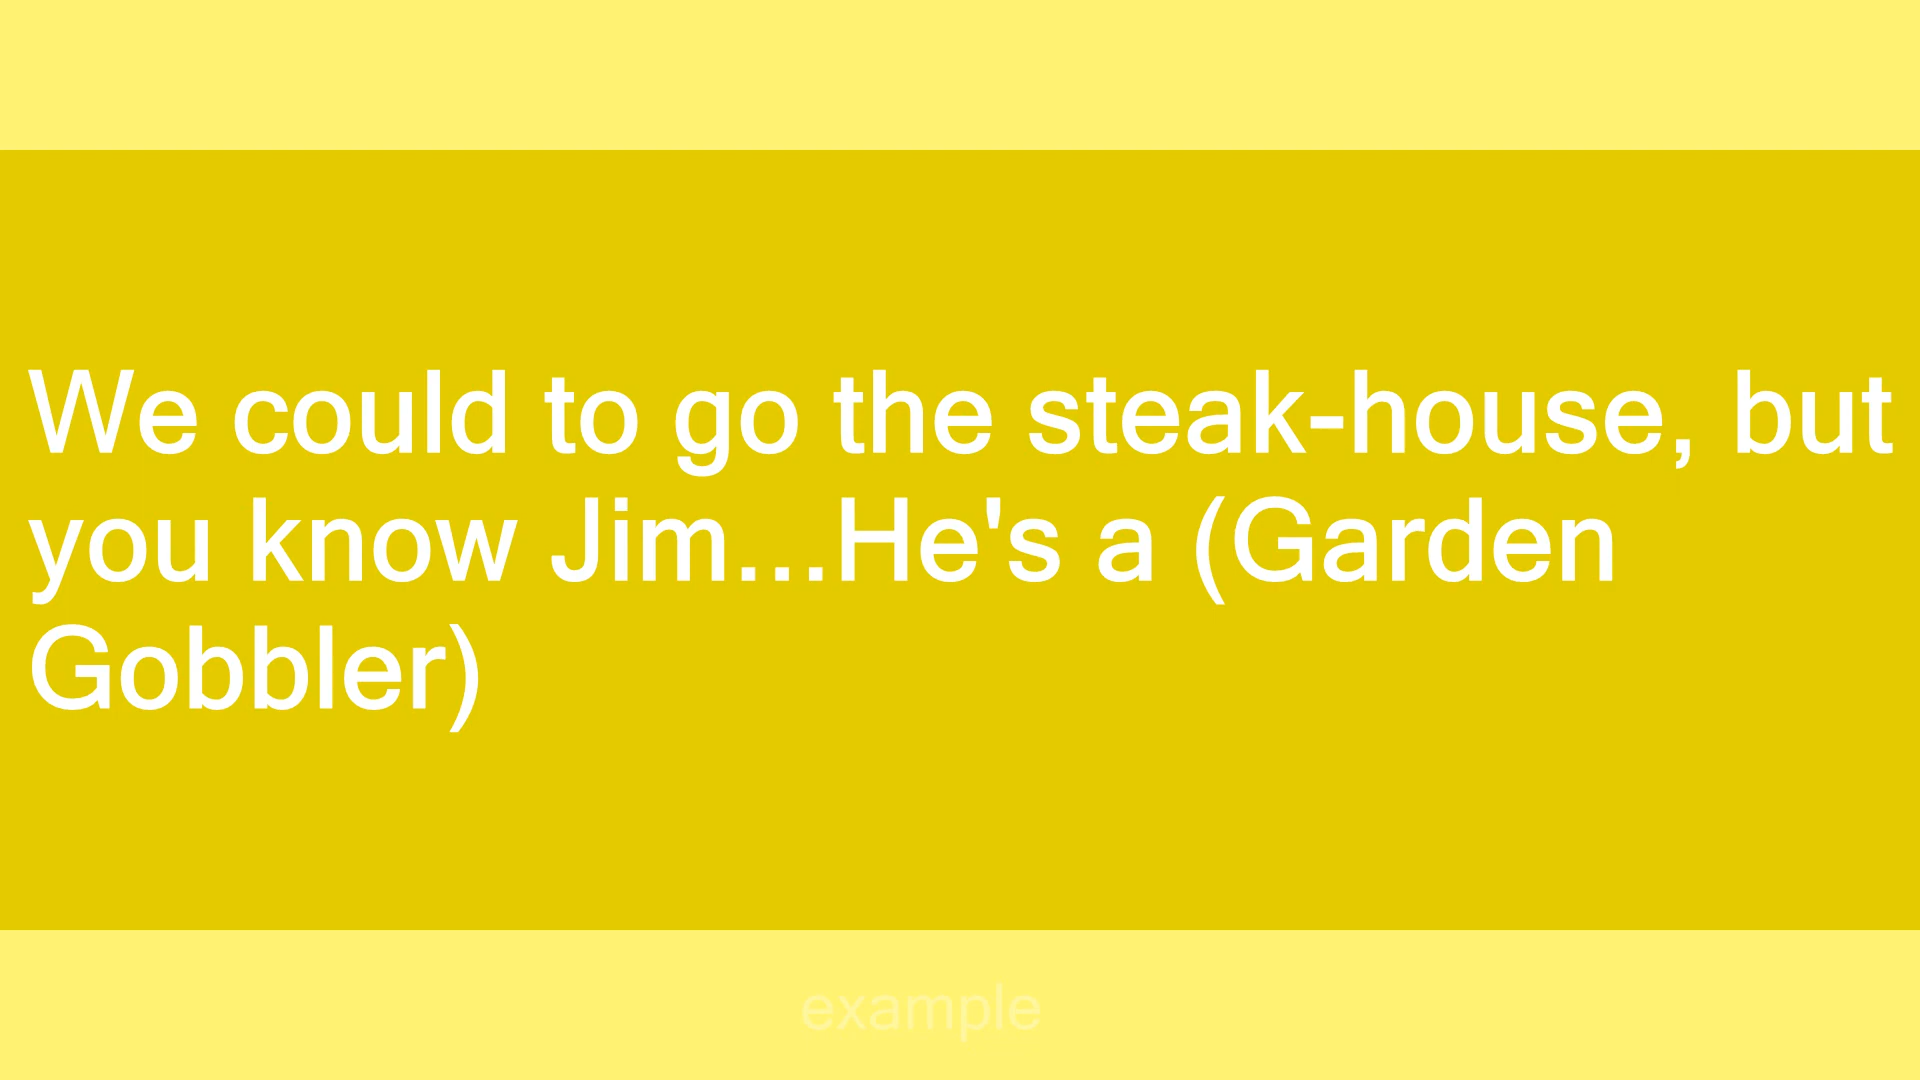 We could to go the steak-house, but
you know Jim...He's a (Garden
Gobbler)
example